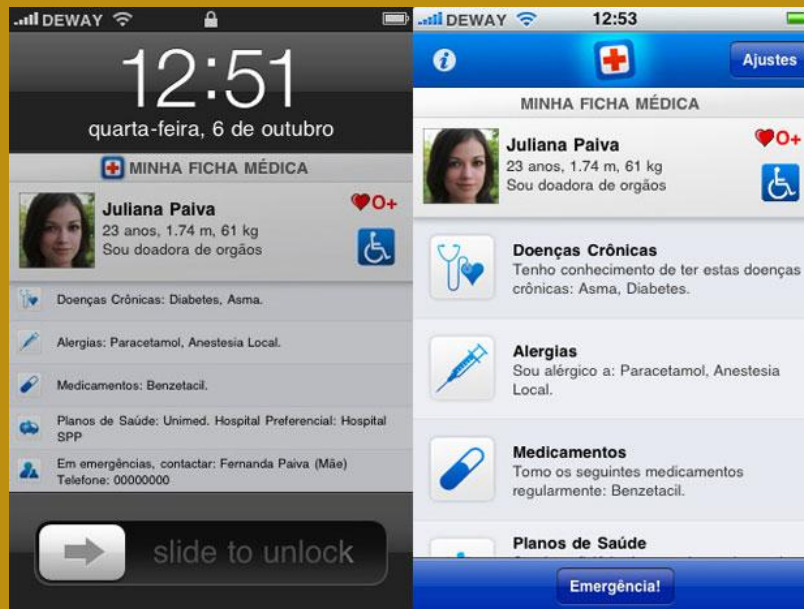 DEWAY
12:51
quarta-feira, 6 de outubro
MINHA FICHA MÉDICA
Juliana Paiva
23 anos, 1.74 m, 61 kg
Sou doadora de orgãos
O+
Doenças Crônicas: Diabetes, Asma.
Alergias: Paracetamol, Anestesia Local.
Medicamentos: Benzetacil.
Planos de Saúde: Unimed. Hospital Preferencial: Hospital
SPP
Em emergências, contactar: Fernanda Paiva (Mãe)
Telefone: 00000000
slide to unlock
DEWAY
12:53
Ajustes
MINHA FICHA MÉDICA
Juliana Paiva
23 anos, 1.74 m, 61 kg
Sou doadora de orgãos
O+
Doenças Crônicas
Tenho conhecimento de ter estas doenças
crônicas: Asma, Diabetes.
Alergias
Sou alérgico a: Paracetamol, Anestesia
Local.
Medicamentos
Tomo os seguintes medicamentos
regularmente: Benzetacil.
Planos de Saúde
Emergência!